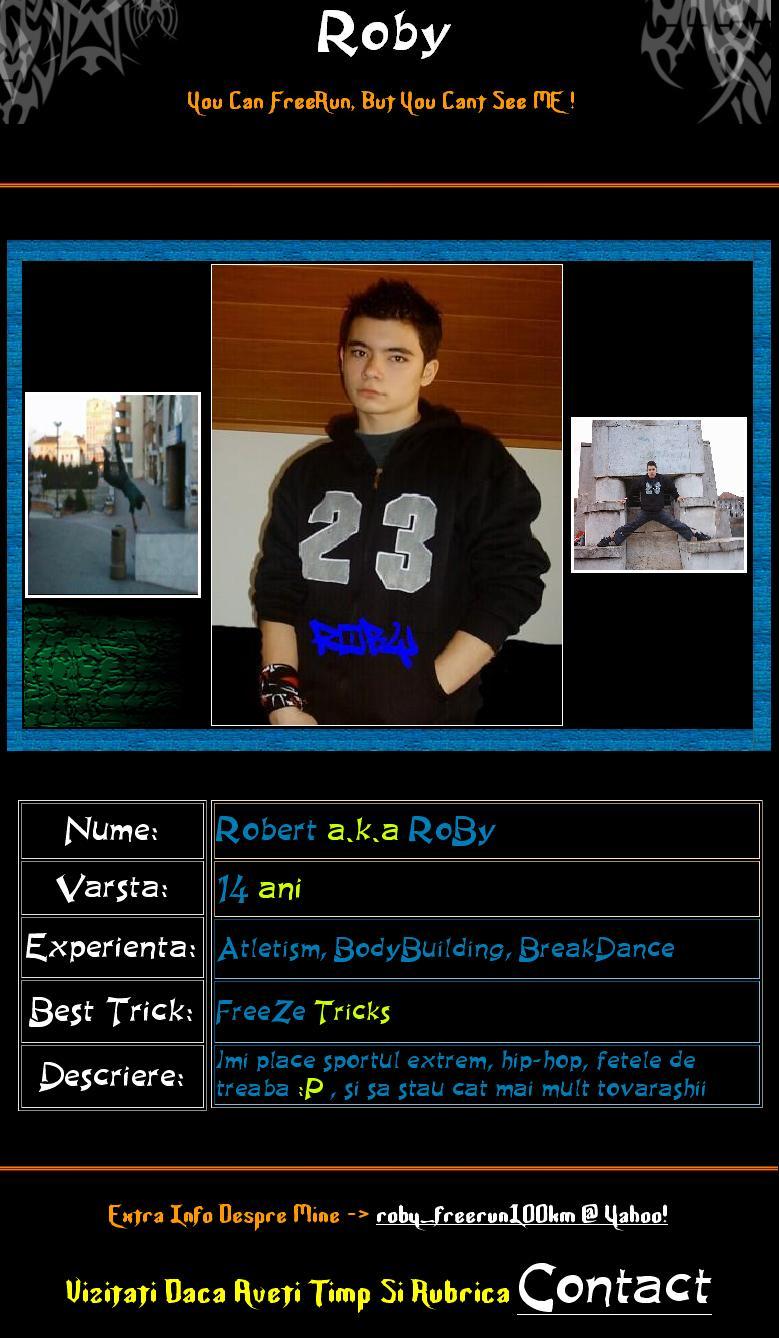 Roby
You Can FreeRun, But You Cant See ME !
23
ROBY
23
Nume:
Robert a.k.a RoBy
Varsta:
14 ani
Experienta:
Atletism, BodyBuilding, BreakDance
Best Trick:
FreeZe Tricks
Descriere:
Imi place sportul extrem, hip-hop, fetele de
treaba :P , si sa stau cat mai mult tovarashii
Extra Info Despre Mine -> roby_freerun100km @ Yahoo!
Vizitati Daca Aveti Timp Si Rubrica Contact